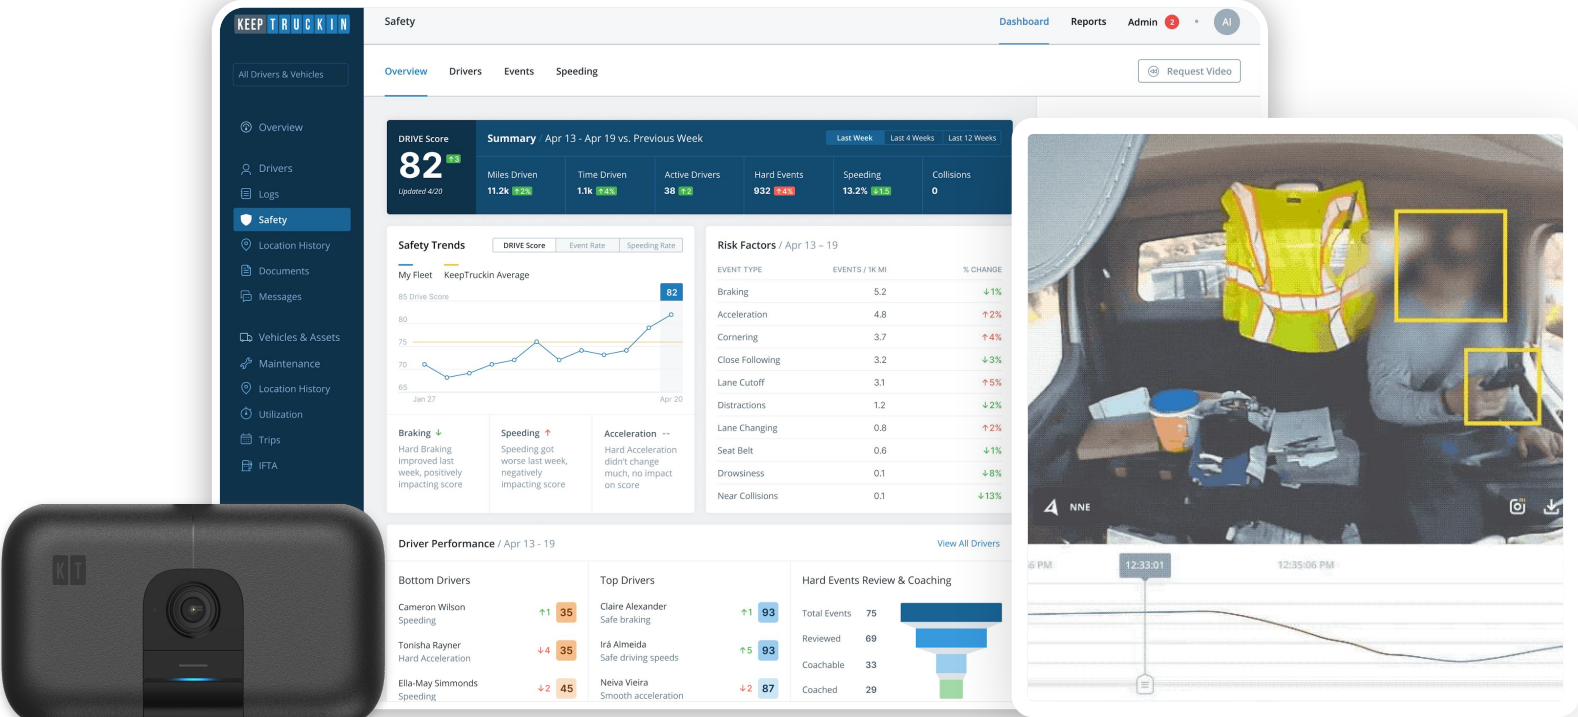 KEEP TRUCKIN
All Drivers & Vehicles
Overview
Drivers
Logs
Safety
Location History
Documents
Messages
Vehicles & Assets
Maintenance
Location History
Utilization
Trips
IFTA
Safety
Dashboard
Reports
Admin 2
AI
Overview
Drivers
Events
Speeding
Request Video
DRIVE Score
82 ↑3
Updated 4/20
Summary / Apr 13 - Apr 19 vs. Previous Week
Last Week
Last 4 Weeks
Last 12 Weeks
Miles Driven
11.2k ↑2%
Time Driven
1.1k ↑4%
Active Drivers
38 ↑2
Hard Events
932 ↑4%
Speeding
13.2% ↓1.5
Collisions
0
Safety Trends
DRIVE Score
Event Rate
Speeding Rate
My Fleet
KeepTruckin Average
82
85 Drive Score
80
75
70
65
Jan 27
Apr 20
Braking ↓
Hard Braking
improved last
week, positively
impacting score
Speeding ↑
Speeding got
worse last week,
negatively
impacting score
Acceleration --
Hard Acceleration
didn't change
much, no impact
on score
Risk Factors / Apr 13 – 19
EVENT TYPE EVENTS / 1K MI % CHANGE
Braking 5.2 ↓1%
Acceleration 4.8 ↑2%
Cornering 3.7 ↑4%
Close Following 3.2 ↓3%
Lane Cutoff 3.1 ↑5%
Distractions 1.2 ↓2%
Lane Changing 0.8 ↑2%
Seat Belt 0.6 ↓1%
Drowsiness 0.1 ↓8%
Near Collisions 0.1 ↓13%
Driver Performance / Apr 13 - 19
View All Drivers
Bottom Drivers
Cameron Wilson ↑1 35
Speeding
Tonisha Rayner ↓4 35
Hard Acceleration
Ella-May Simmonds ↓2 45
Speeding
Top Drivers
Claire Alexander ↑1 93
Safe braking
Irá Almeida ↑5 93
Safe driving speeds
Neiva Vieira ↓2 87
Smooth acceleration
Hard Events Review & Coaching
Total Events 75
Reviewed 69
Coachable 33
Coached 29
NNE
6 PM
12:33:01
12:35:06 PM
KT